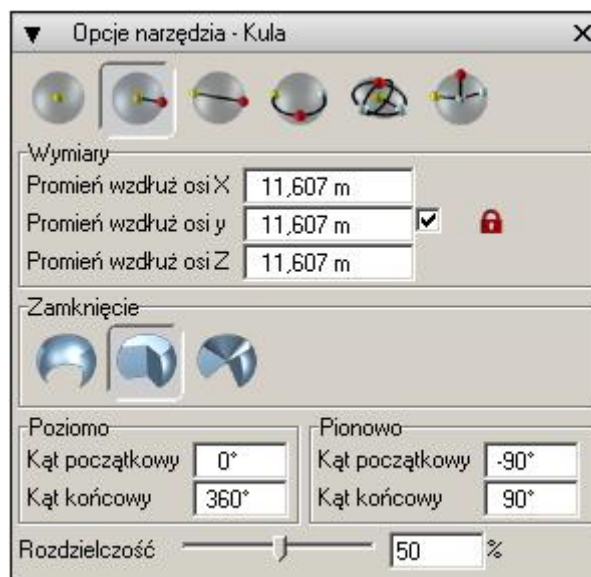 Opcje narzędzia - Kula
Wymiary
Promień wzdłuż osi X 11,607 m
Promień wzdłuż osi y 11,607 m
Promień wzdłuż osi Z 11,607 m
Zamknięcie
Poziomo
Kąt początkowy 0°
Kąt końcowy 360°
Pionowo
Kąt początkowy -90°
Kąt końcowy 90°
Rozdzielczość 50 %